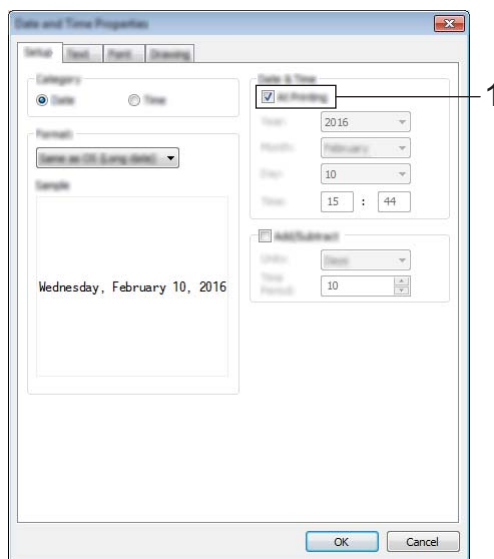 Date and Time Properties
Setup Text Font Drawing
Category
Date Time
Same as OS (Long date)
Sample
Wednesday, February 10, 2016
Date & Time
At Printing
1
2016
February
10
15 : 44
Add/Subtract
Days
10
OK Cancel